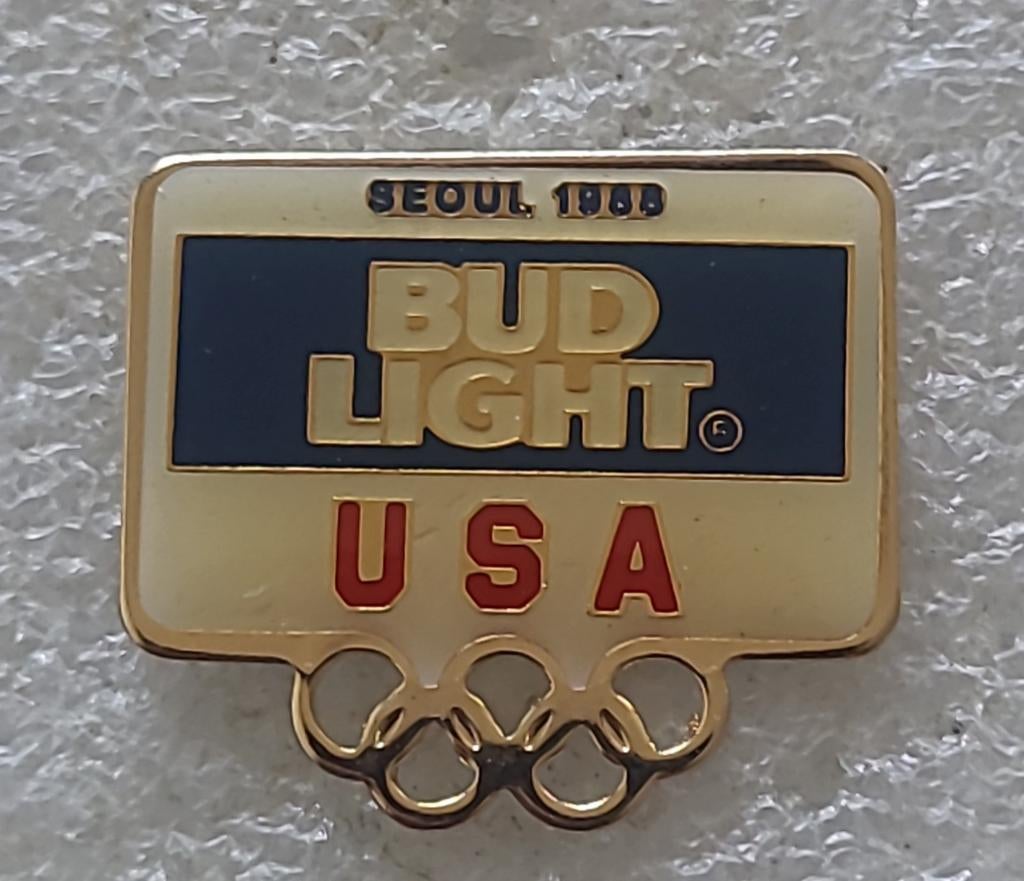 SEOUL, 1988
BUD
LIGHT®
USA